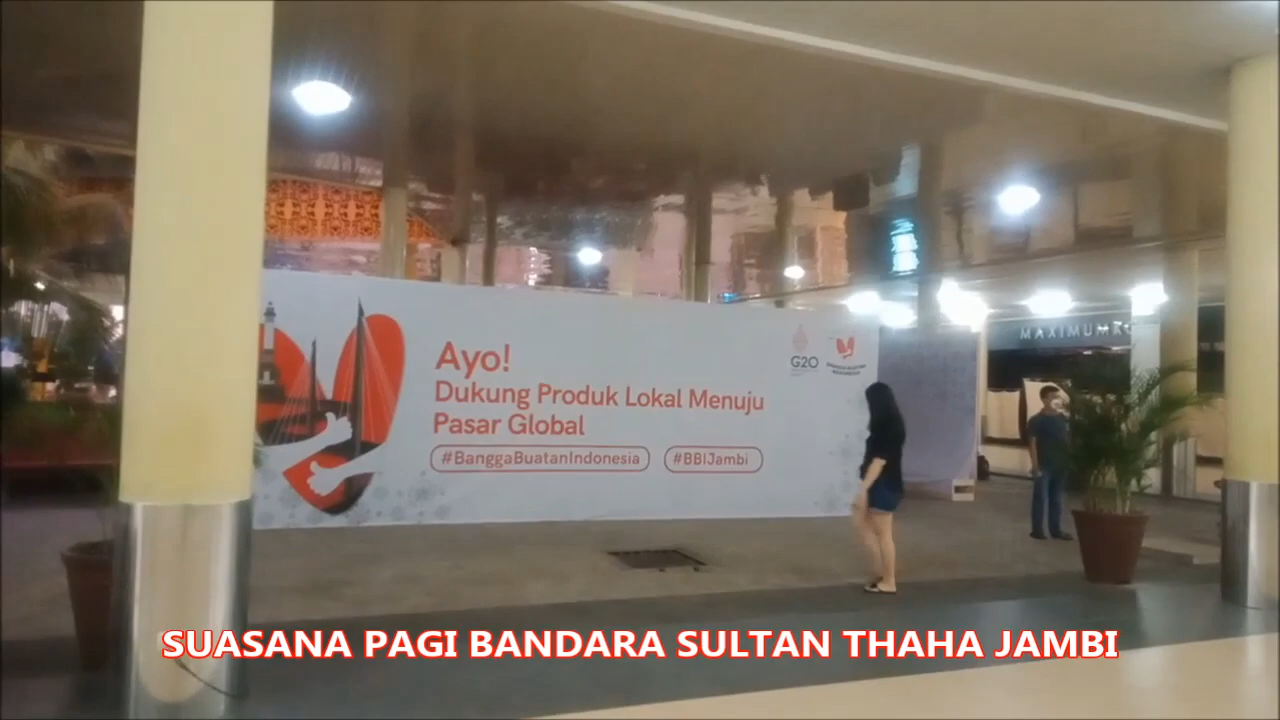 Ayo!
Dukung Produk Lokal Menuju
Pasar Global
#BanggaBuatanIndonesia
#BBIJambi
G20
SUASANA PAGI BANDARA SULTAN THAHA JAMBI